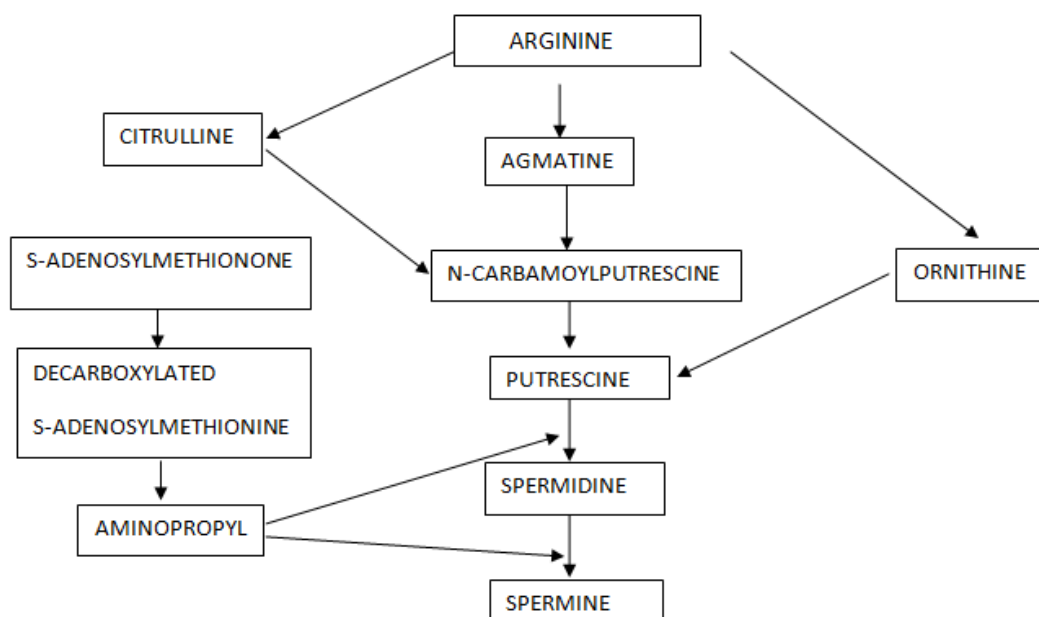 ARGININE
CITRULLINE
AGMATINE
S-ADENOSYLMETHIONONE
N-CARBAMOYLPUTRESCINE
ORNITHINE
DECARBOXYLATED
S-ADENOSYLMETHIONINE
PUTRESCINE
SPERMIDINE
AMINOPROPYL
SPERMINE